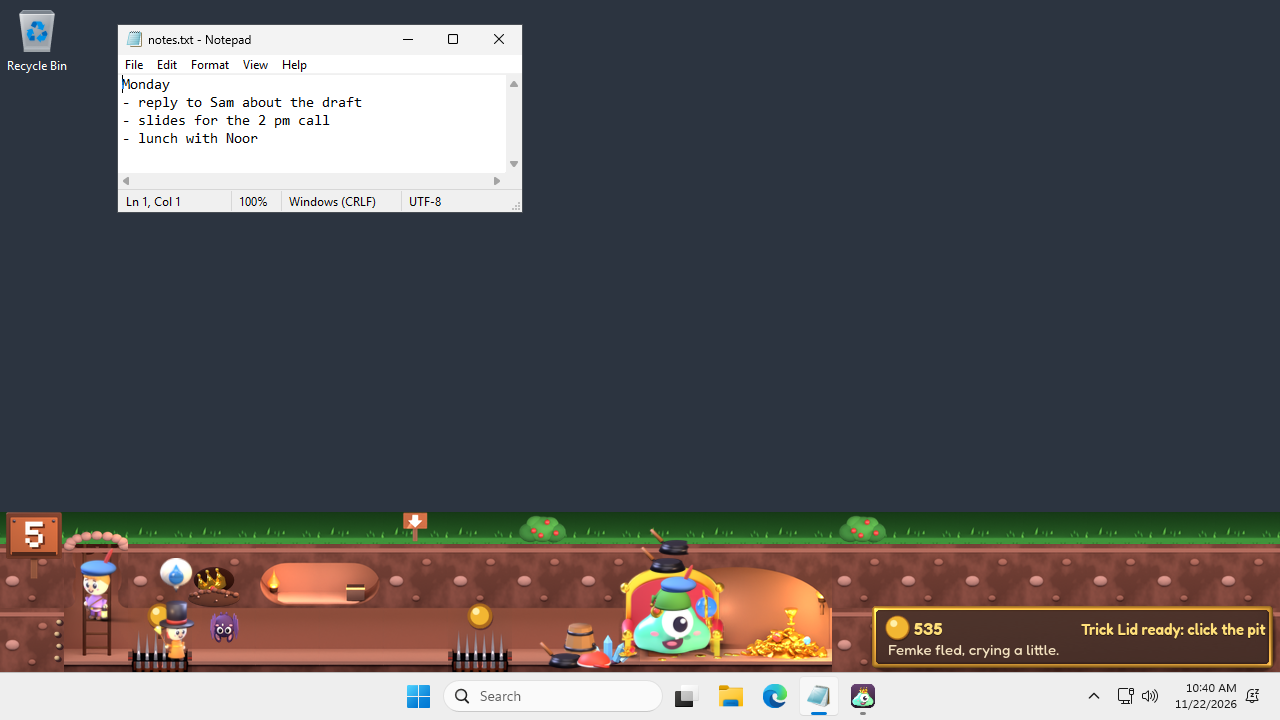 Recycle Bin
notes.txt - Notepad
File Edit Format View Help
Monday
- reply to Sam about the draft
- slides for the 2 pm call
- lunch with Noor
Ln 1, Col 1 100% Windows (CRLF) UTF-8
5
535 Trick Lid ready: click the pit
Femke fled, crying a little.
Search
10:40 AM
11/22/2026